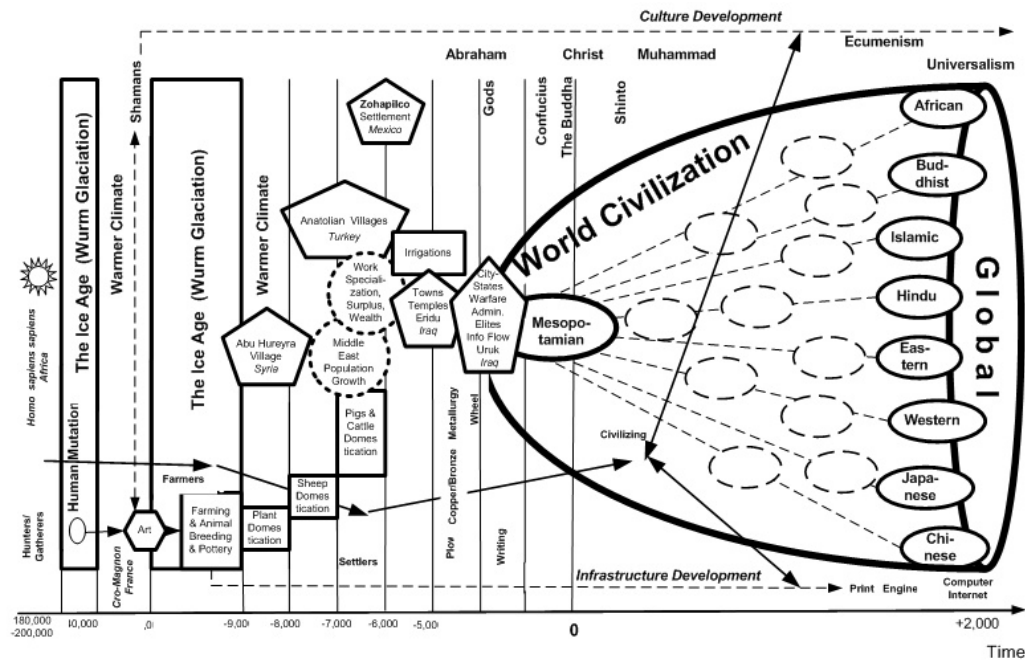 Culture Development
Ecumenism
Abraham
Christ
Muhammad
Universalism
Shamans
Gods
Confucius
The Buddha
Shinto
Zohapilco
Settlement
Mexico
The Ice Age (Wurm Glaciation)
Warmer Climate
The Ice Age (Wurm Glaciation)
Warmer Climate
World Civilization
Global
African
Bud-
dhist
Islamic
Hindu
Eas-
tern
Western
Japa-
nese
Chi-
nese
Anatolian Villages
Turkey
Irrigations
Work
Speciali-
zation,
Surplus,
Wealth
Towns
Temples
Eridu
Iraq
City-
States
Warfare
Admin.
Elites
Info Flow
Uruk
Iraq
Mesopo-
tamian
Abu Hureyra
Village
Syria
Middle
East
Population
Growth
Homo sapiens sapiens
Africa
Human Mutation
Pigs &
Cattle
Domes
tication
Wheel
Plow Copper/Bronze Metallurgy
Writing
Civilizing
Farmers
Sheep
Domes
tication
Hunters/
Gatherers
Art
Farming
& Animal
Breeding
& Pottery
Plant
Domes
tication
Cro-Magnon
France
Settlers
Infrastructure Development
Print Engine
Computer
Internet
180,000
-200,000
-8,000
-7,000
-6,000
0
+2,000
Time